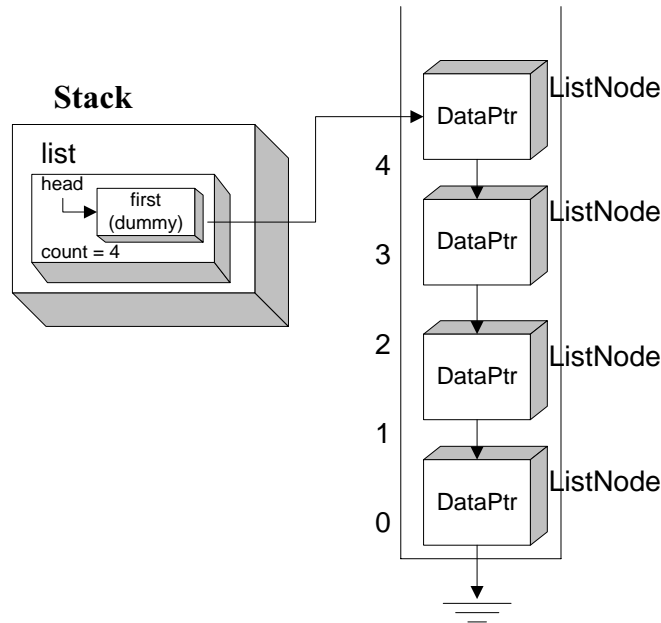 Stack
list
head
first
(dummy)
count = 4
ListNode
DataPtr
4
ListNode
DataPtr
3
2
ListNode
DataPtr
1
ListNode
DataPtr
0